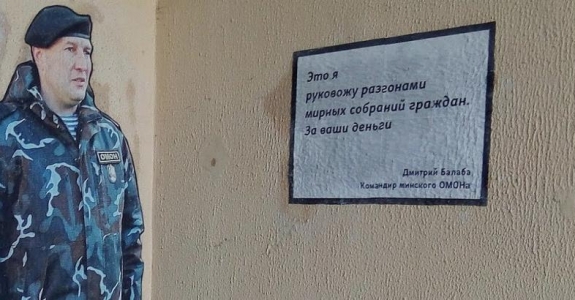 ОМОН
Это я
руковожу разгонами
мирных собраний граждан.
За ваши деньги
Дмитрий Балаба
Командир минского ОМОНа